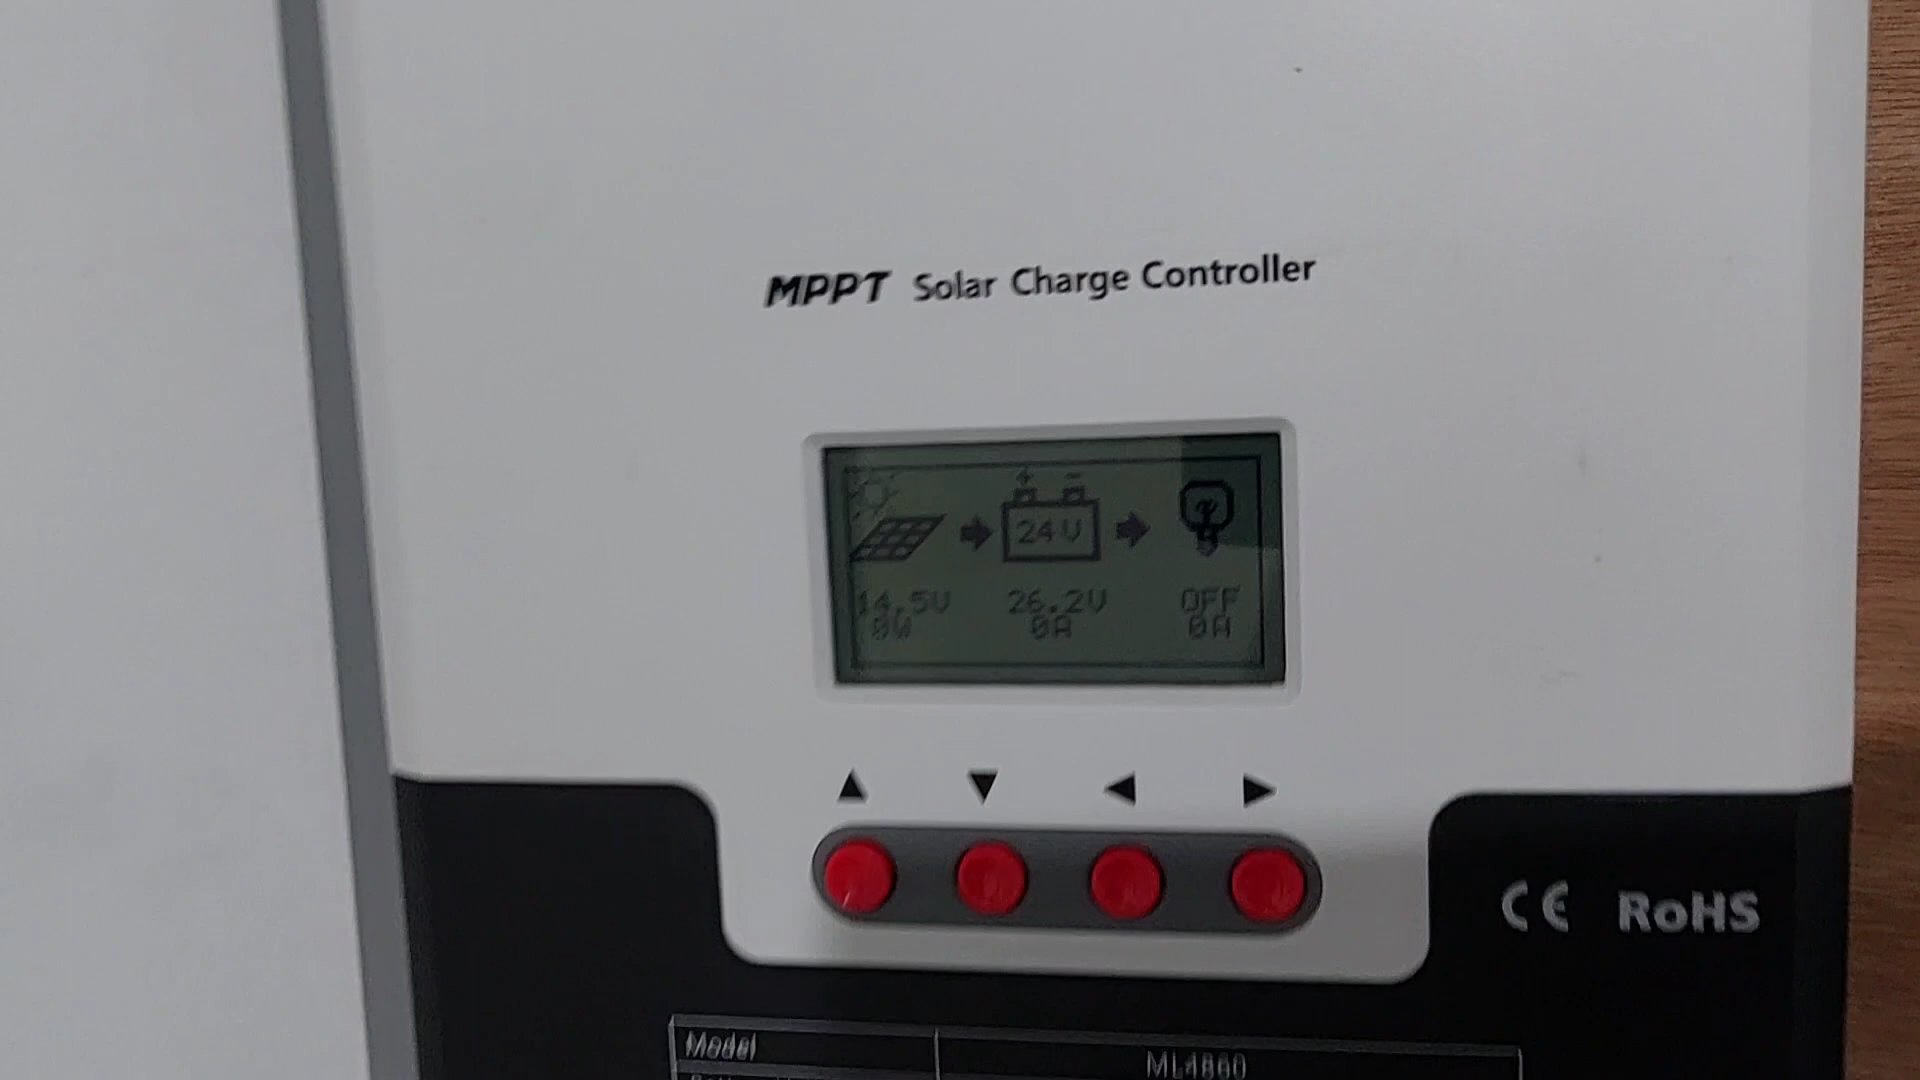 MPPT Solar Charge Controller
+ −
24V
14.5V 26.2V OFF
0W 0A 0A
▲ ▼ ◀ ▶
CE RoHS
Model ML4860